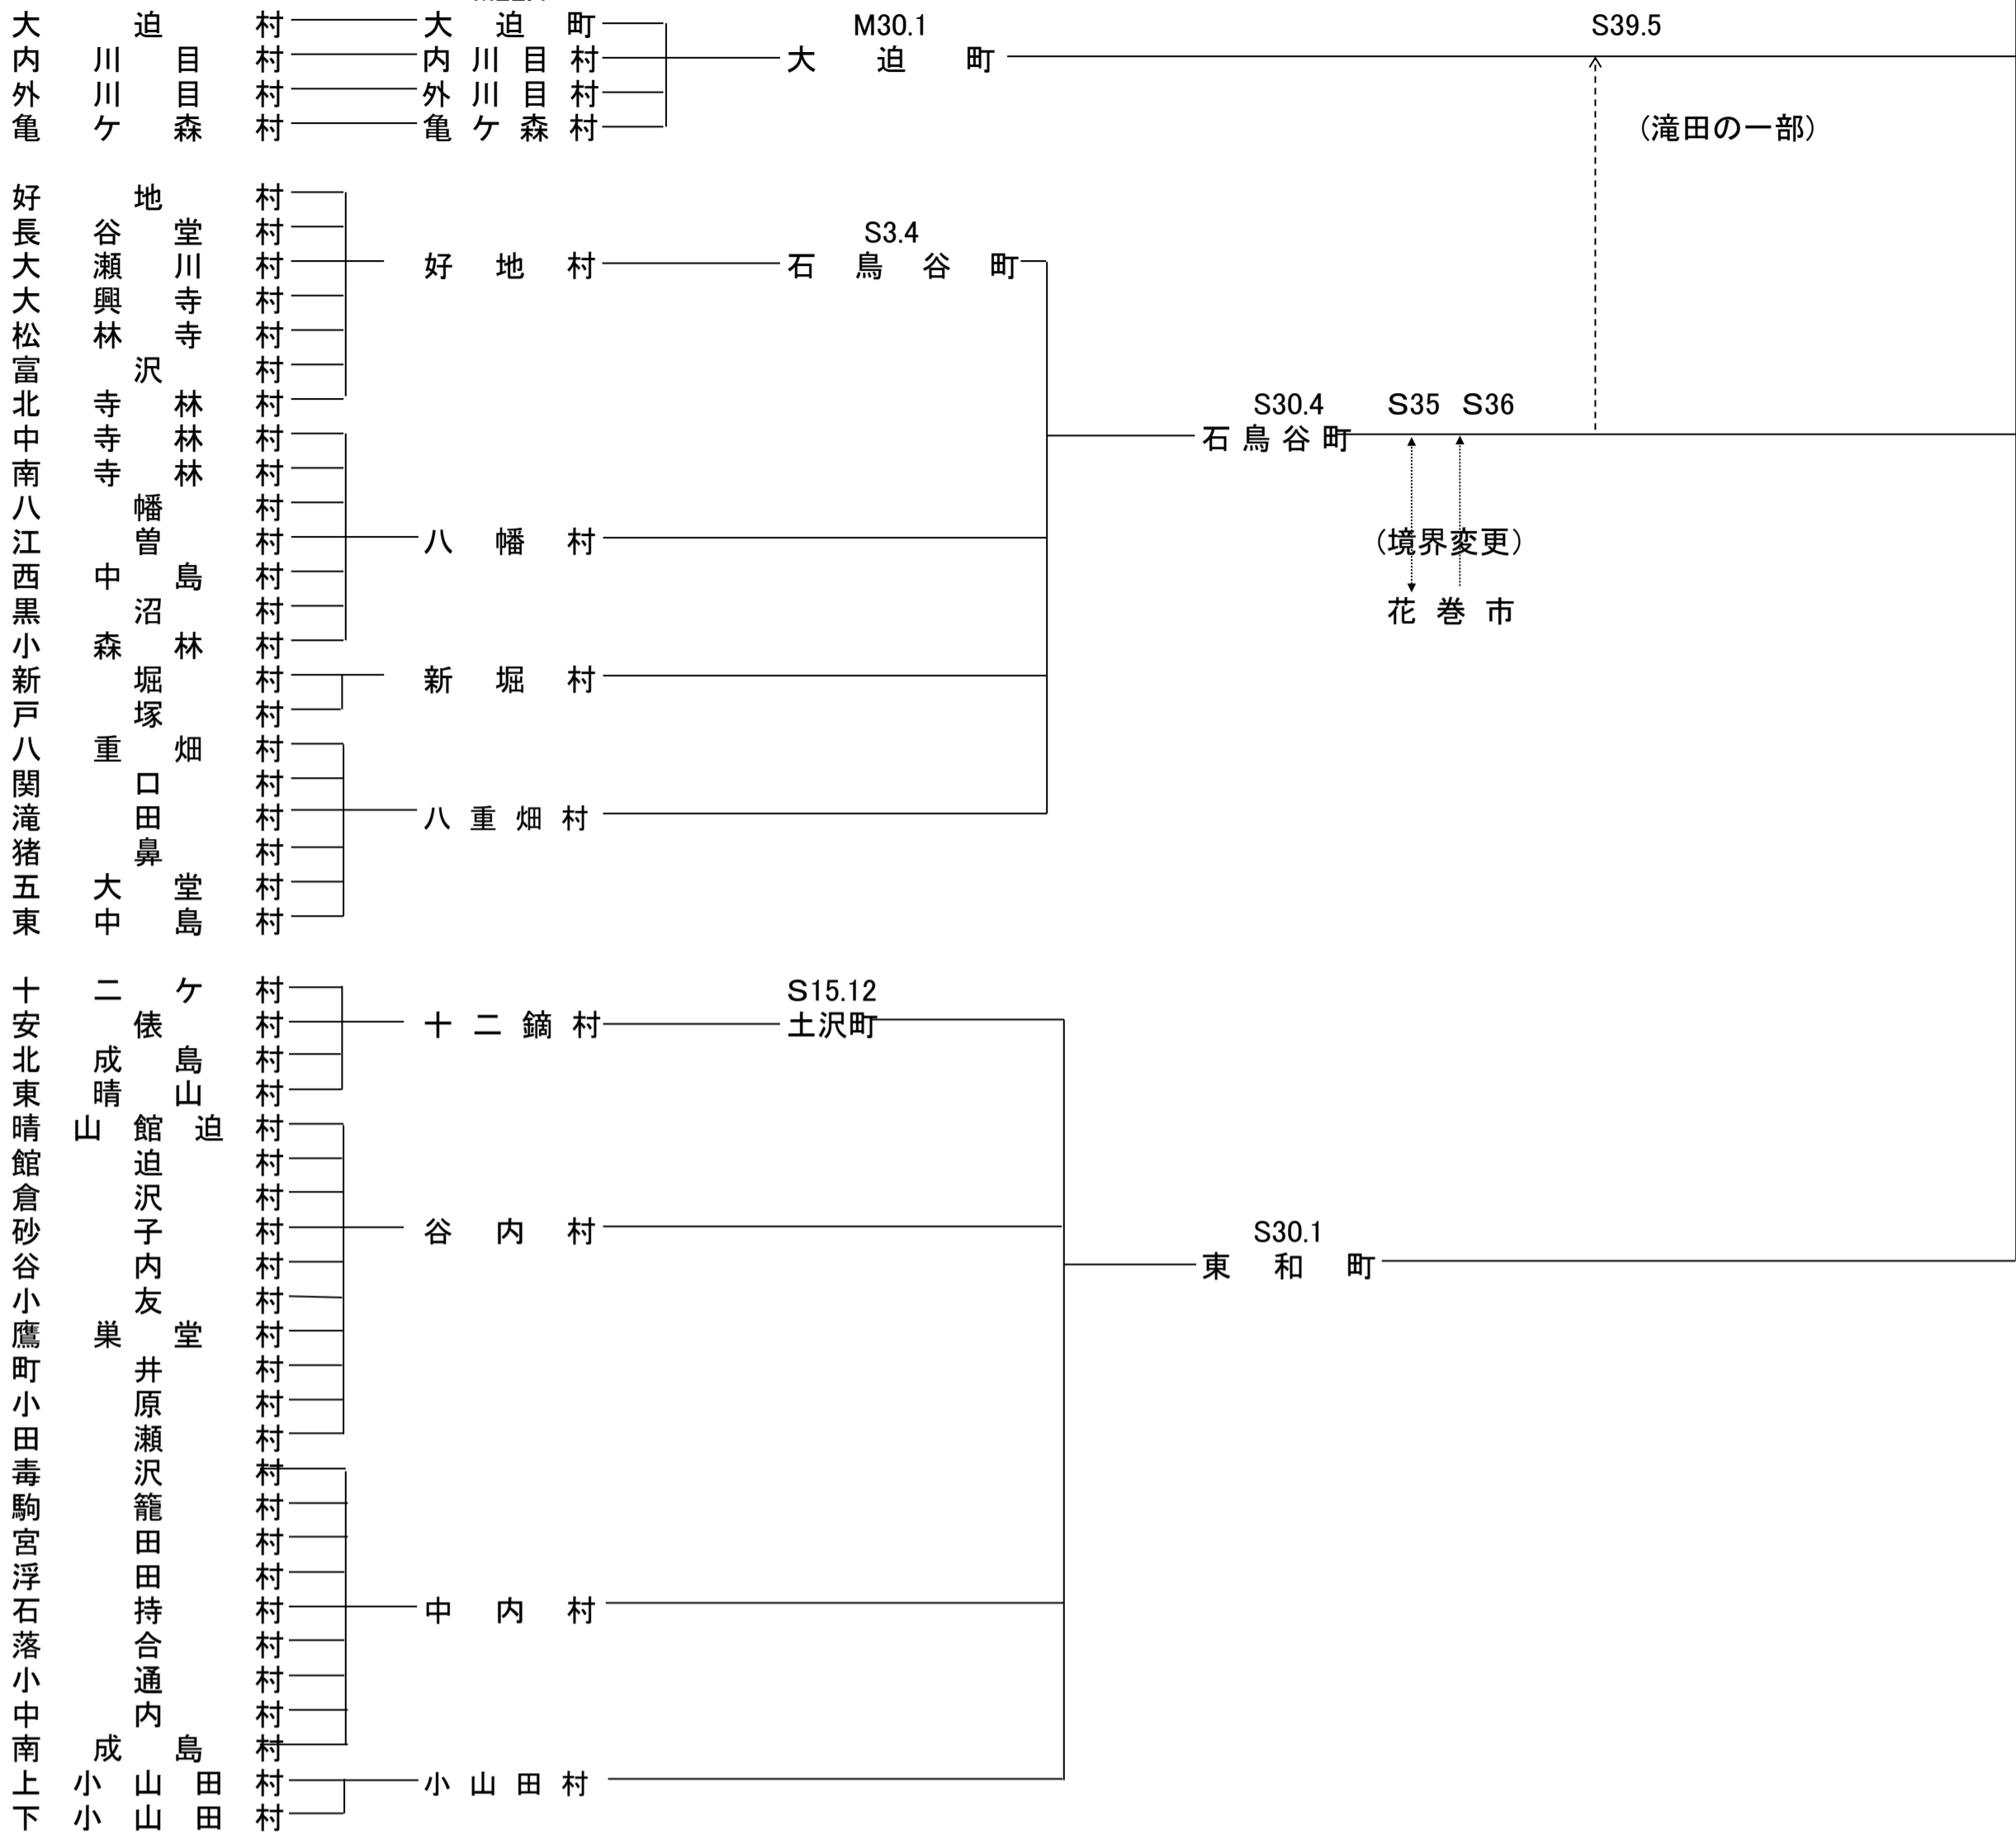 大迫村 大迫町 M30.1 S39.5
内川目村 内川目村 大迫町
外川目村 外川目村
亀ケ森村 亀ケ森村 （滝田の一部）
好地村
長谷堂村 S3.4
大瀬川村 好地村 石鳥谷町
大興寺村
松林寺村
富沢村
北寺林村 S30.4 S35 S36
中寺林村 石鳥谷町
南寺林村
八幡村
江曽村 八幡村 （境界変更）
西中島村
黒沼村 花巻市
小森林村
新堀村 新堀村
戸塚村
八重畑村
関口村
滝田村 八重畑村
猪鼻村
五大堂村
東中島村
十二ケ村 S15.12
安俵村 十二鏑村 土沢町
北成島村
東晴山村
晴山館迫村
館迫村
倉沢村
砂子村 谷内村 S30.1
谷内村 東和町
小友村
鷹巣堂村
町井村
小原村
田瀬村
毒沢村
駒籠村
宮田村
浮田村
石持村 中内村
落合村
小通村
中内村
南成島村
上小山田村 小山田村
下小山田村